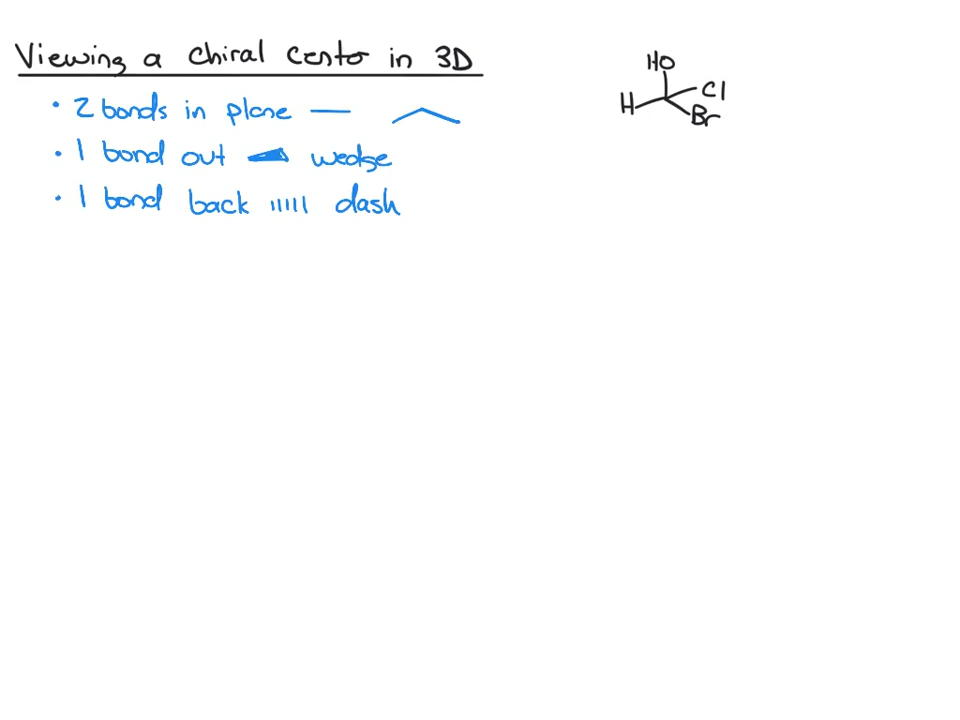 Viewing a chiral center in 3D
• 2 bonds in plane —
• 1 bond out wedge
• 1 bond back ııııı dash
HO
H Cl
Br